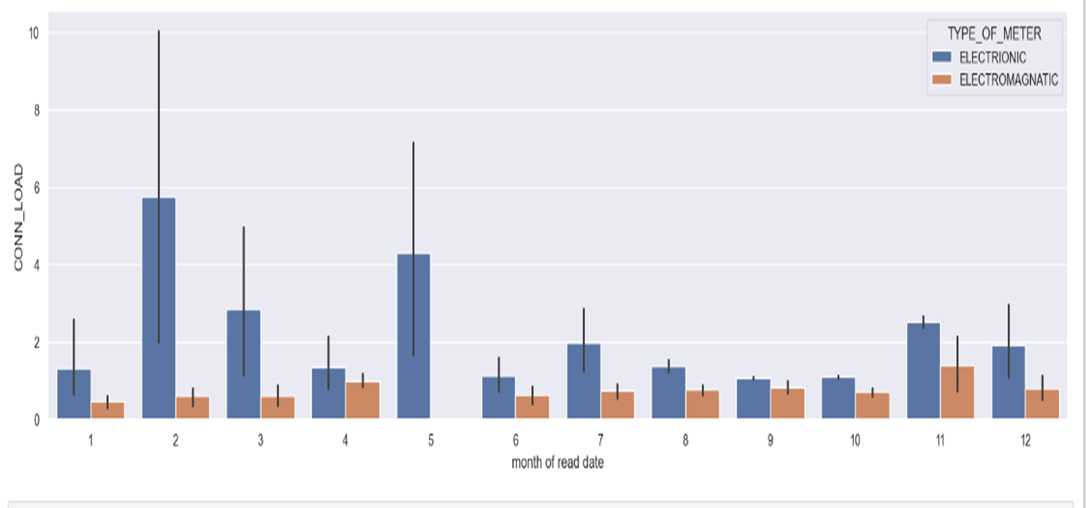 10
8
6
4
2
0
CONN_LOAD
TYPE_OF_METER
ELECTRIONIC
ELECTROMAGNATIC
1 2 3 4 5 6 7 8 9 10 11 12
month of read date